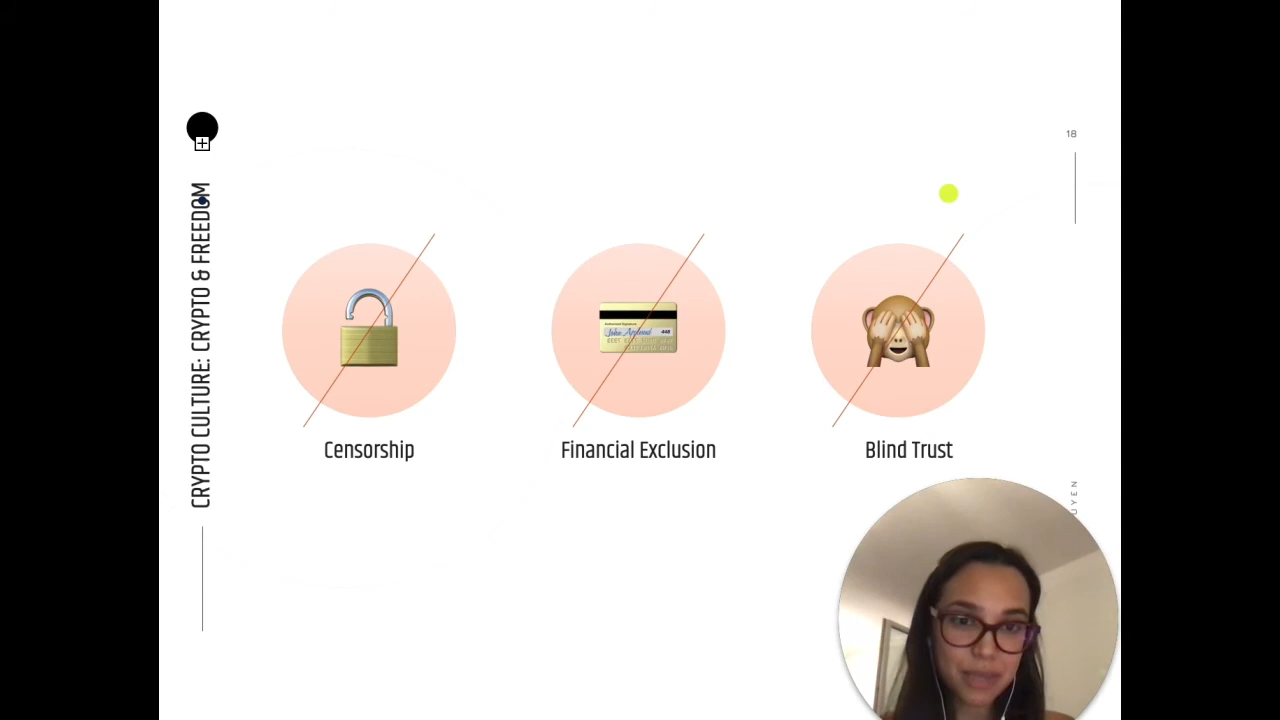 18
CRYPTO CULTURE: CRYPTO & FREEDOM
Censorship
Financial Exclusion
Blind Trust